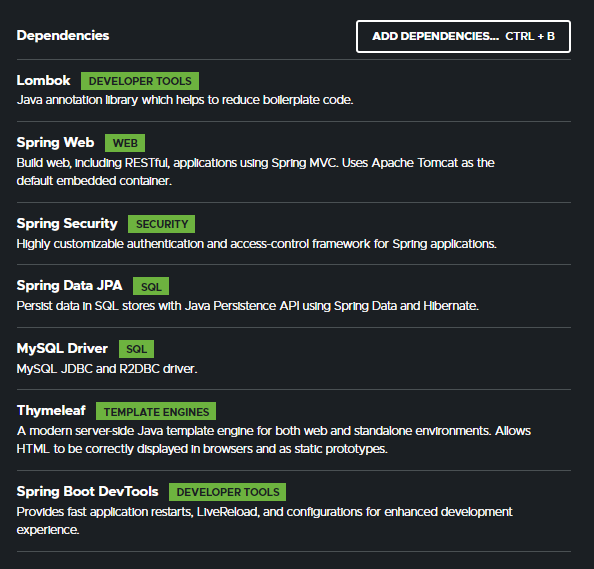 Dependencies
ADD DEPENDENCIES... CTRL + B
Lombok DEVELOPER TOOLS
Java annotation library which helps to reduce boilerplate code.
Spring Web WEB
Build web, including RESTful, applications using Spring MVC. Uses Apache Tomcat as the
default embedded container.
Spring Security SECURITY
Highly customizable authentication and access-control framework for Spring applications.
Spring Data JPA SQL
Persist data in SQL stores with Java Persistence API using Spring Data and Hibernate.
MySQL Driver SQL
MySQL JDBC and R2DBC driver.
Thymeleaf TEMPLATE ENGINES
A modern server-side Java template engine for both web and standalone environments. Allows
HTML to be correctly displayed in browsers and as static prototypes.
Spring Boot DevTools DEVELOPER TOOLS
Provides fast application restarts, LiveReload, and configurations for enhanced development
experience.